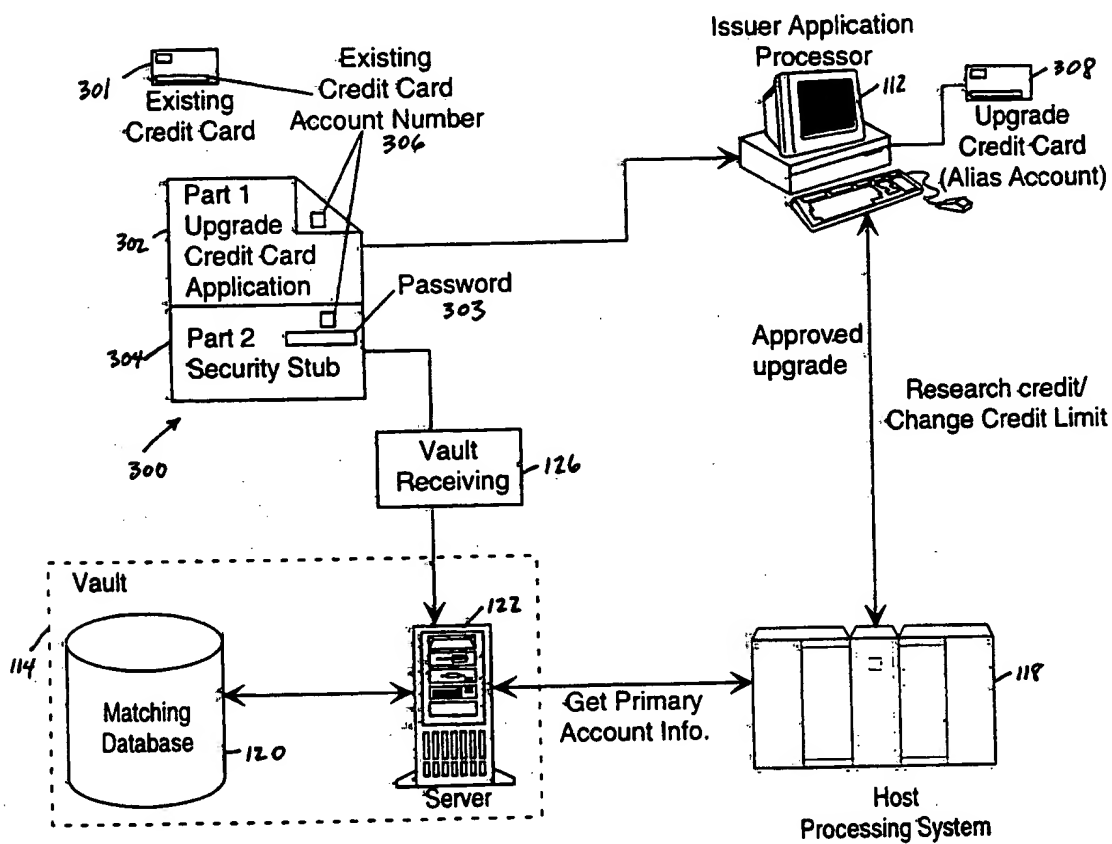 Issuer Application
Processor
112
308
Upgrade
Credit Card
(Alias Account)
301
Existing
Credit Card
Existing
Credit Card
Account Number
306
302
Part 1
Upgrade
Credit Card
Application
Password
303
304
Part 2
Security Stub
300
Vault
Receiving
126
Approved
upgrade
Research credit/
Change Credit Limit
Vault
114
Matching
Database
120
122
Server
Get Primary
Account Info.
118
Host
Processing System